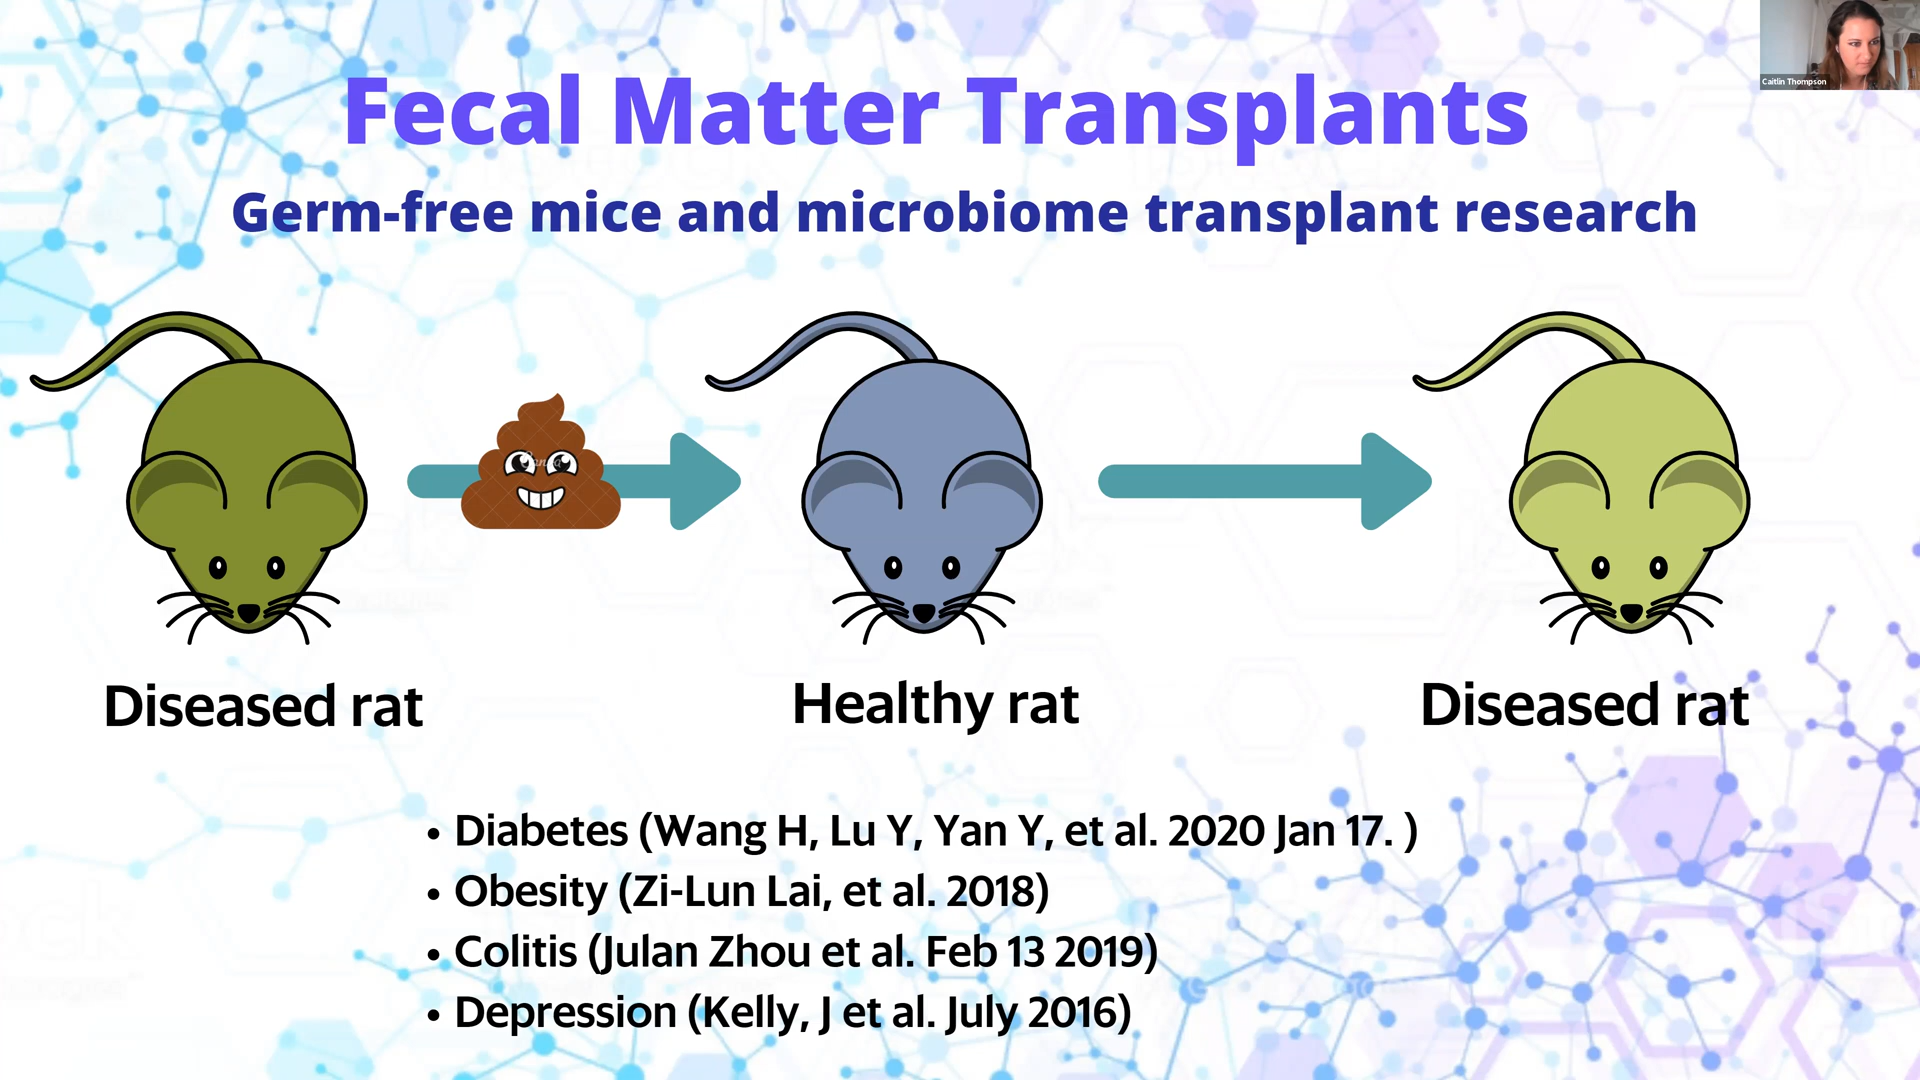 Caitlin Thompson
Fecal Matter Transplants
Germ-free mice and microbiome transplant research
Canva
Diseased rat
Healthy rat
Diseased rat
• Diabetes (Wang H, Lu Y, Yan Y, et al. 2020 Jan 17. )
• Obesity (Zi-Lun Lai, et al. 2018)
• Colitis (Julan Zhou et al. Feb 13 2019)
• Depression (Kelly, J et al. July 2016)